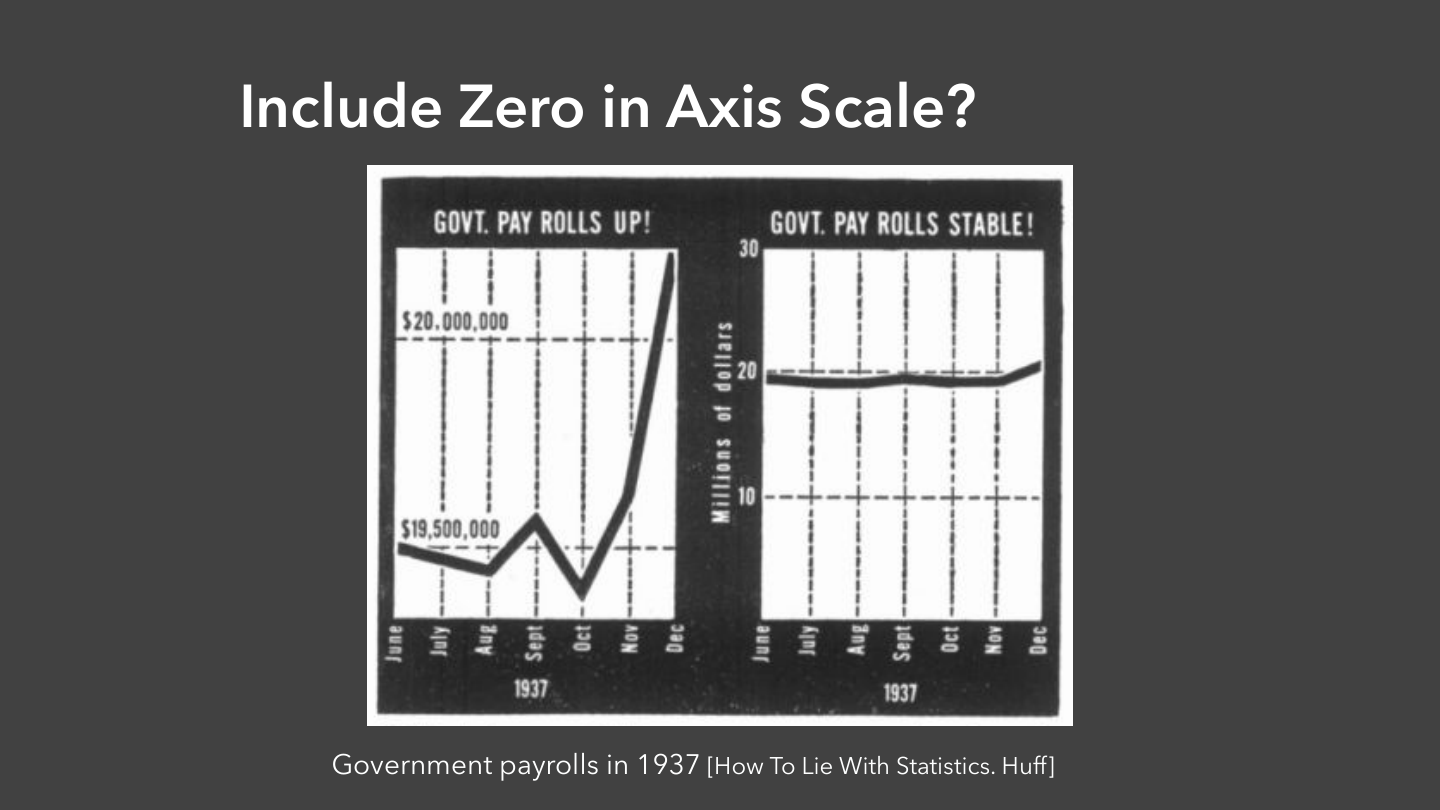 Include Zero in Axis Scale?
GOVT. PAY ROLLS UP!
$20,000,000
$19,500,000
June July Aug Sept Oct Nov Dec
1937
GOVT. PAY ROLLS STABLE!
30
20
10
Millions of dollars
June July Aug Sept Oct Nov Dec
1937
Government payrolls in 1937 [How To Lie With Statistics. Huff]